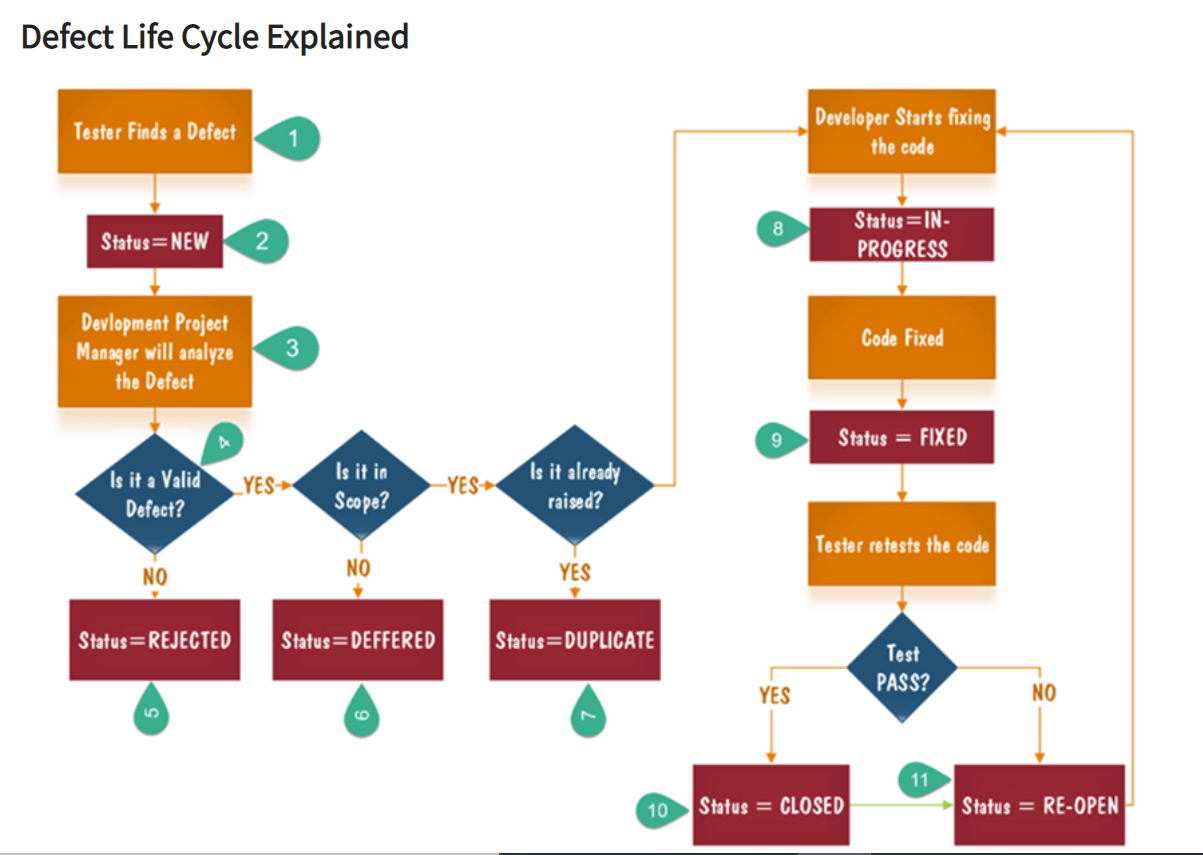 Defect Life Cycle Explained
Tester Finds a Defect
1
Status=NEW
2
Devlopment Project
Manager will analyze
the Defect
3
Is it a Valid
Defect?
4
YES
Is it in
Scope?
YES
Is it already
raised?
NO
NO
YES
Status=REJECTED
Status=DEFFERED
Status=DUPLICATE
5
6
7
Developer Starts fixing
the code
8
Status=IN-
PROGRESS
Code Fixed
9
Status = FIXED
Tester retests the code
Test
PASS?
YES
NO
10
Status = CLOSED
11
Status = RE-OPEN